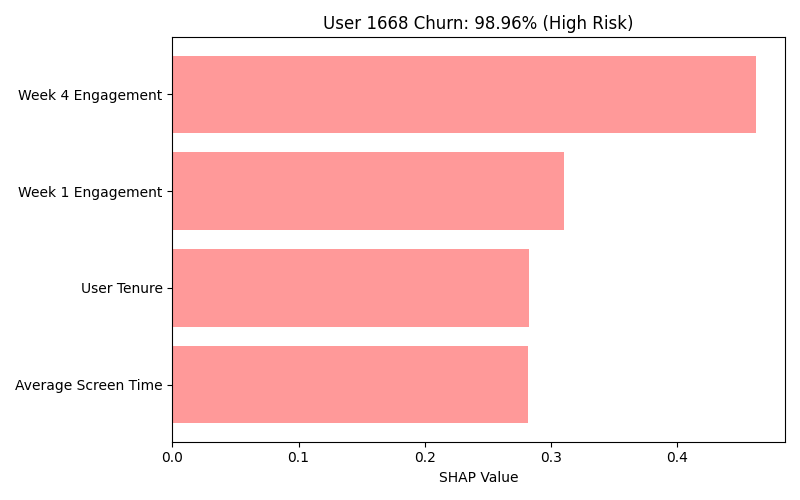 User 1668 Churn: 98.96% (High Risk)
Week 4 Engagement
Week 1 Engagement
User Tenure
Average Screen Time
0.0 0.1 0.2 0.3 0.4
SHAP Value